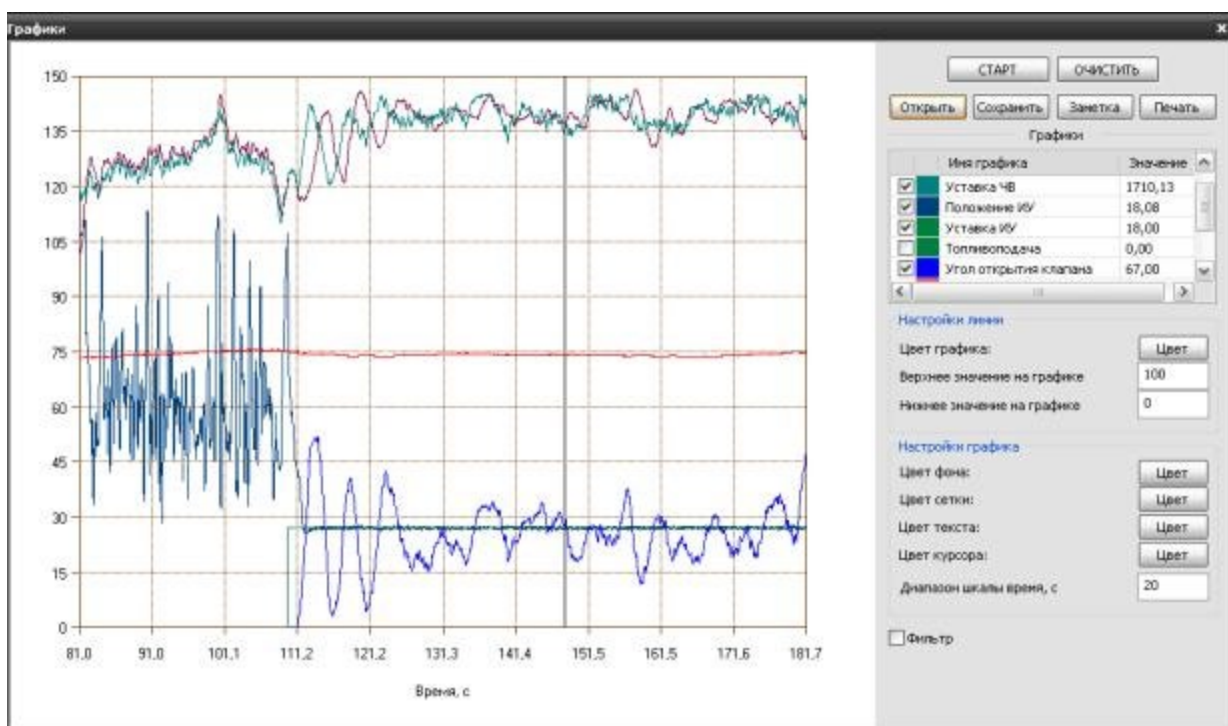 Графики
СТАРТ ОЧИСТИТЬ
Открыть Сохранить Заметка Печать
Графики
Имя графика Значение
Уставка ЧВ 1710,13
Положение ИУ 18,08
Уставка ИУ 18,00
Топливоподача 0,00
Угол открытия клапана 67,00
Настройки линии
Цвет графика: Цвет
Верхнее значение на графике 100
Нижнее значение на графике 0
Настройки графика
Цвет фона: Цвет
Цвет сетки: Цвет
Цвет текста: Цвет
Цвет курсора: Цвет
Диапазон шкалы время, с 20
Фильтр
150
135
120
105
90
75
60
45
30
15
0
81,0 91,0 101,1 111,2 121,2 131,3 141,4 151,5 161,5 171,6 181,7
Время, с